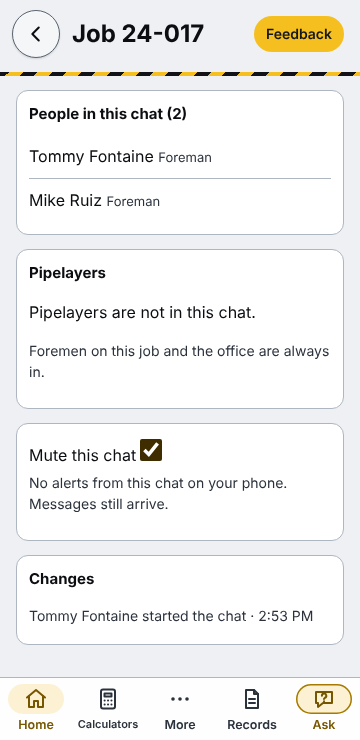 Job 24-017
Feedback
People in this chat (2)
Tommy Fontaine Foreman
Mike Ruiz Foreman
Pipelayers
Pipelayers are not in this chat.
Foremen on this job and the office are always
in.
Mute this chat
No alerts from this chat on your phone.
Messages still arrive.
Changes
Tommy Fontaine started the chat · 2:53 PM
Home
Calculators
More
Records
Ask